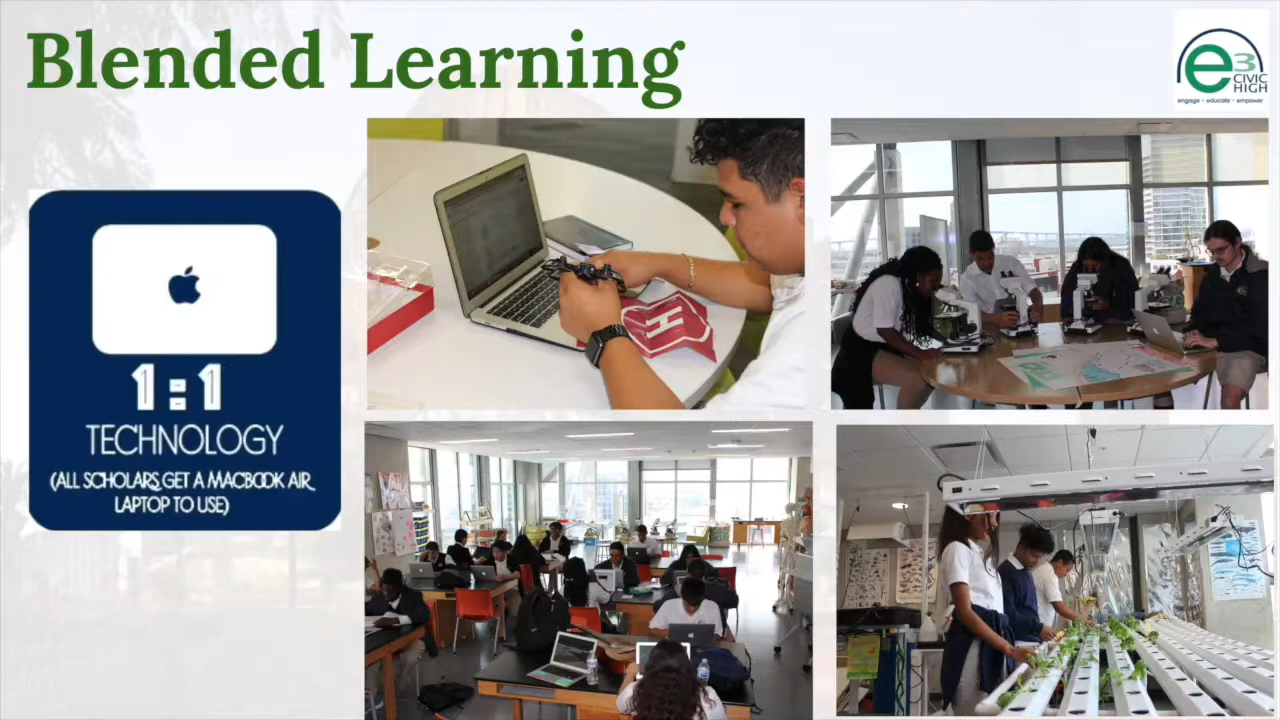 Blended Learning
e3
CIVIC
HIGH
engage • educate • empower
1:1
TECHNOLOGY
(ALL SCHOLARS GET A MACBOOK AIR
LAPTOP TO USE)
H